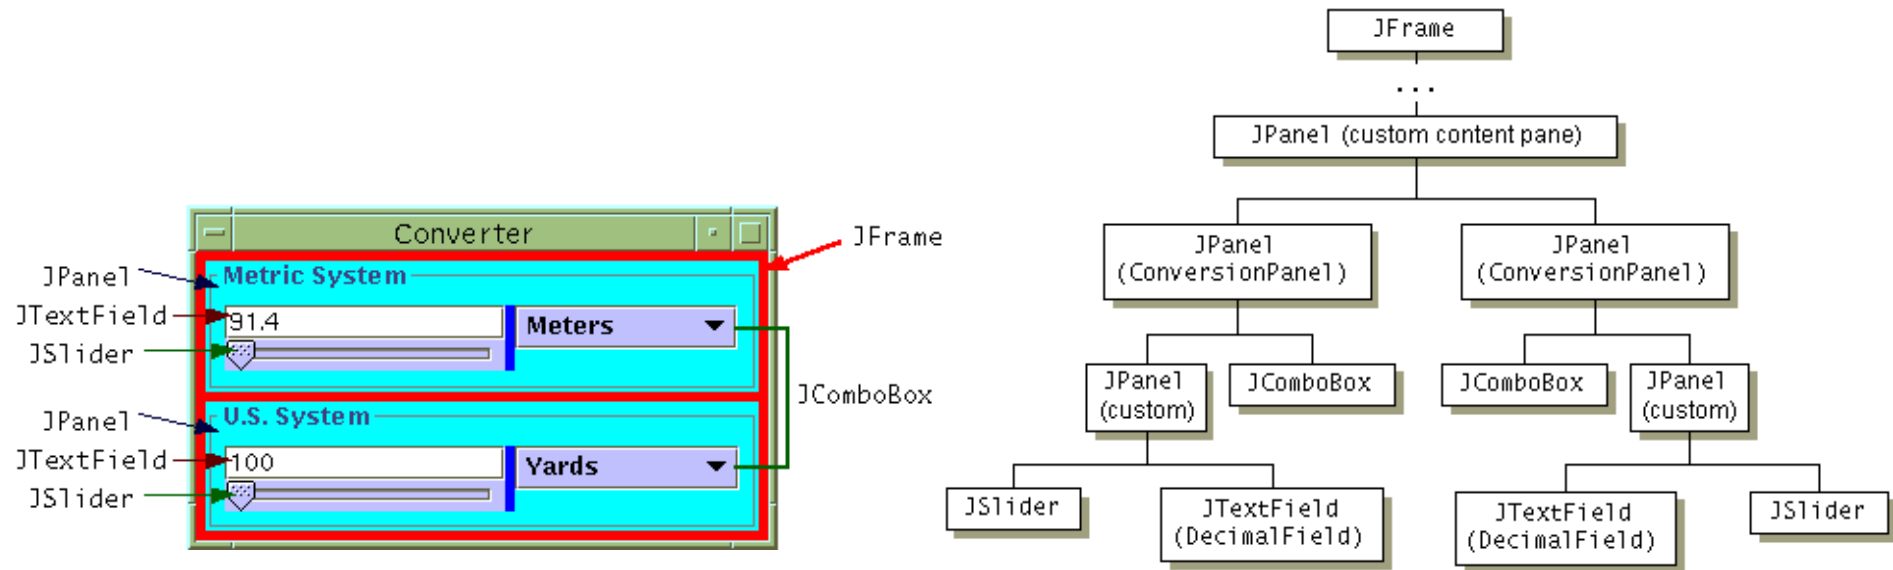 Converter
JFrame
JPanel
Metric System
JTextField
91.4
Meters
JSlider
JComboBox
JPanel
U.S. System
JTextField
100
Yards
JSlider
JFrame
...
JPanel (custom content pane)
JPanel
(ConversionPanel)
JPanel
(ConversionPanel)
JPanel
(custom)
JComboBox
JComboBox
JPanel
(custom)
JSlider
JTextField
(DecimalField)
JTextField
(DecimalField)
JSlider